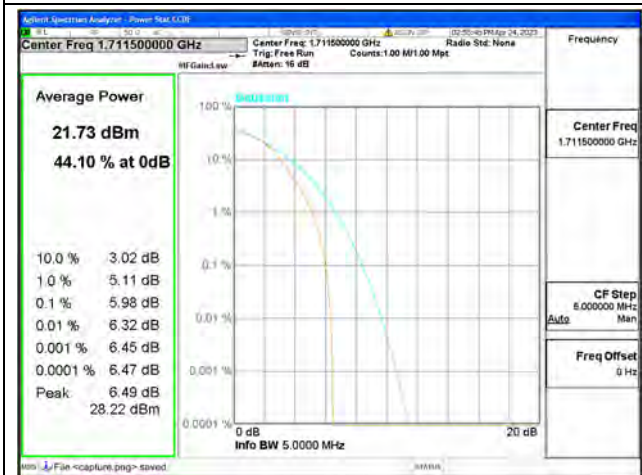 Agilent Spectrum Analyzer - Power Stat CCDF
Center Freq 1.711500000 GHz
Center Freq: 1.711500000 GHz
Trig: Free Run
Counts:1.00 M/1.00 Mpt
#IFGain:Low
#Atten: 16 dB
02:55:46 PM Apr 24, 2023
Radio Std: None
Frequency
Average Power
21.73 dBm
44.10 % at 0dB
10.0 % 3.02 dB
1.0 % 5.11 dB
0.1 % 5.98 dB
0.01 % 6.32 dB
0.001 % 6.45 dB
0.0001 % 6.47 dB
Peak 6.49 dB
28.22 dBm
Gaussian
100 %
10 %
1 %
0.1 %
0.01 %
0.001 %
0.0001 %
0 dB
20 dB
Info BW 5.0000 MHz
Center Freq
1.711500000 GHz
CF Step
5.000000 MHz
Auto Man
Freq Offset
0 Hz
MSG
File <capture.png> saved
STATUS